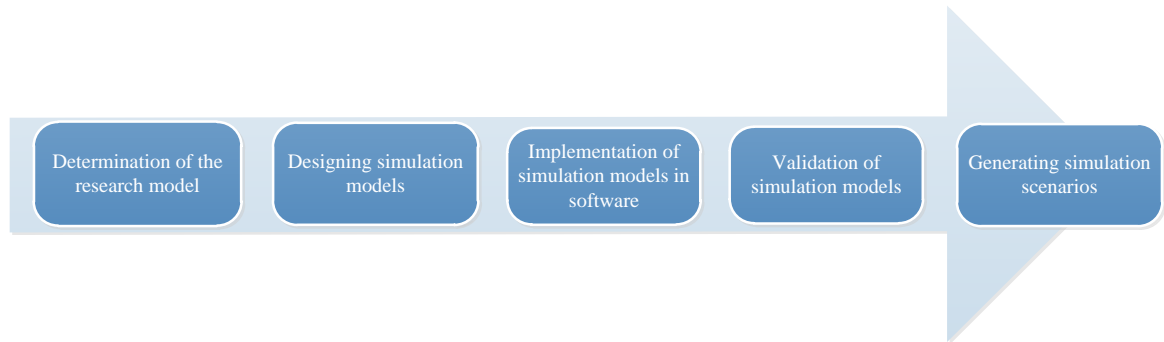 Determination of the
research model
Designing simulation
models
Implementation of
simulation models in
software
Validation of
simulation models
Generating simulation
scenarios